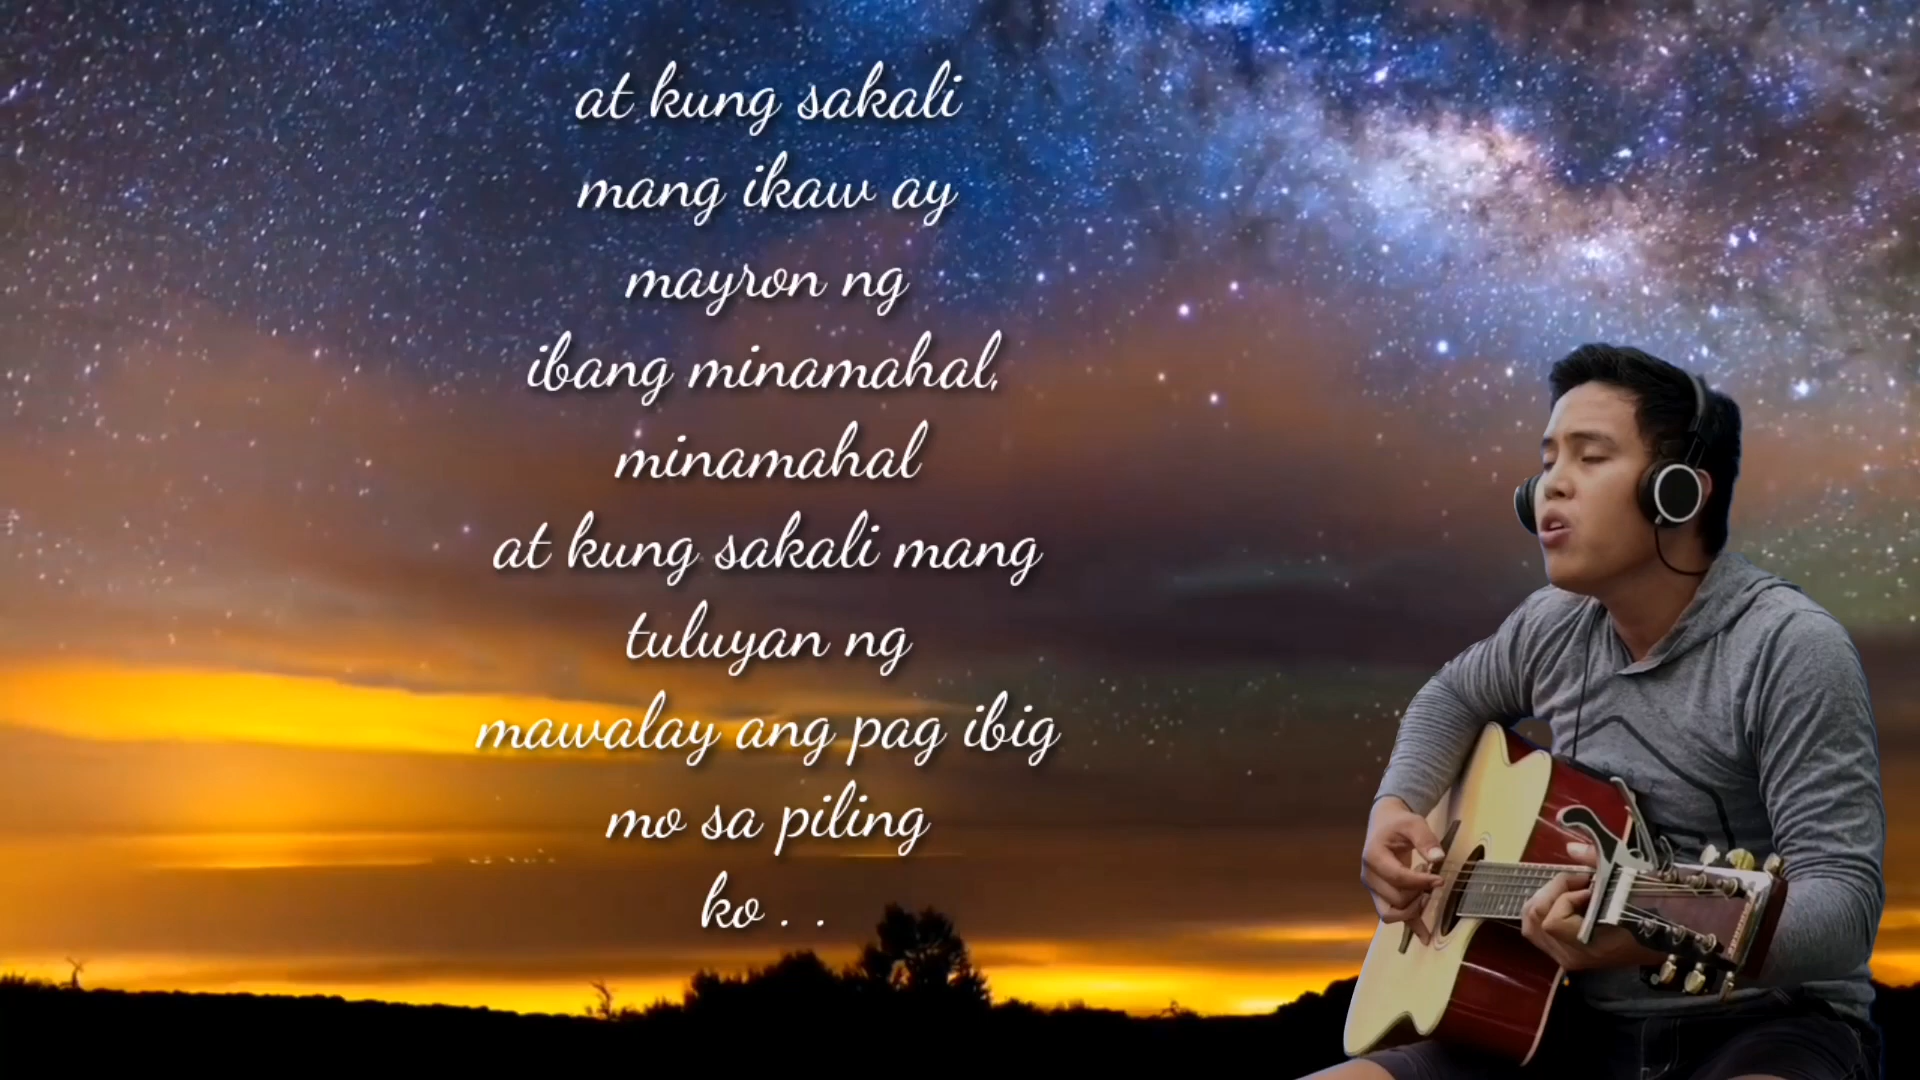 at kung sakali
mang ikaw ay
mayron ng
ibang minamahal,
minamahal
at kung sakali mang
tuluyan ng
mawalay ang pag ibig
mo sa piling
ko . .